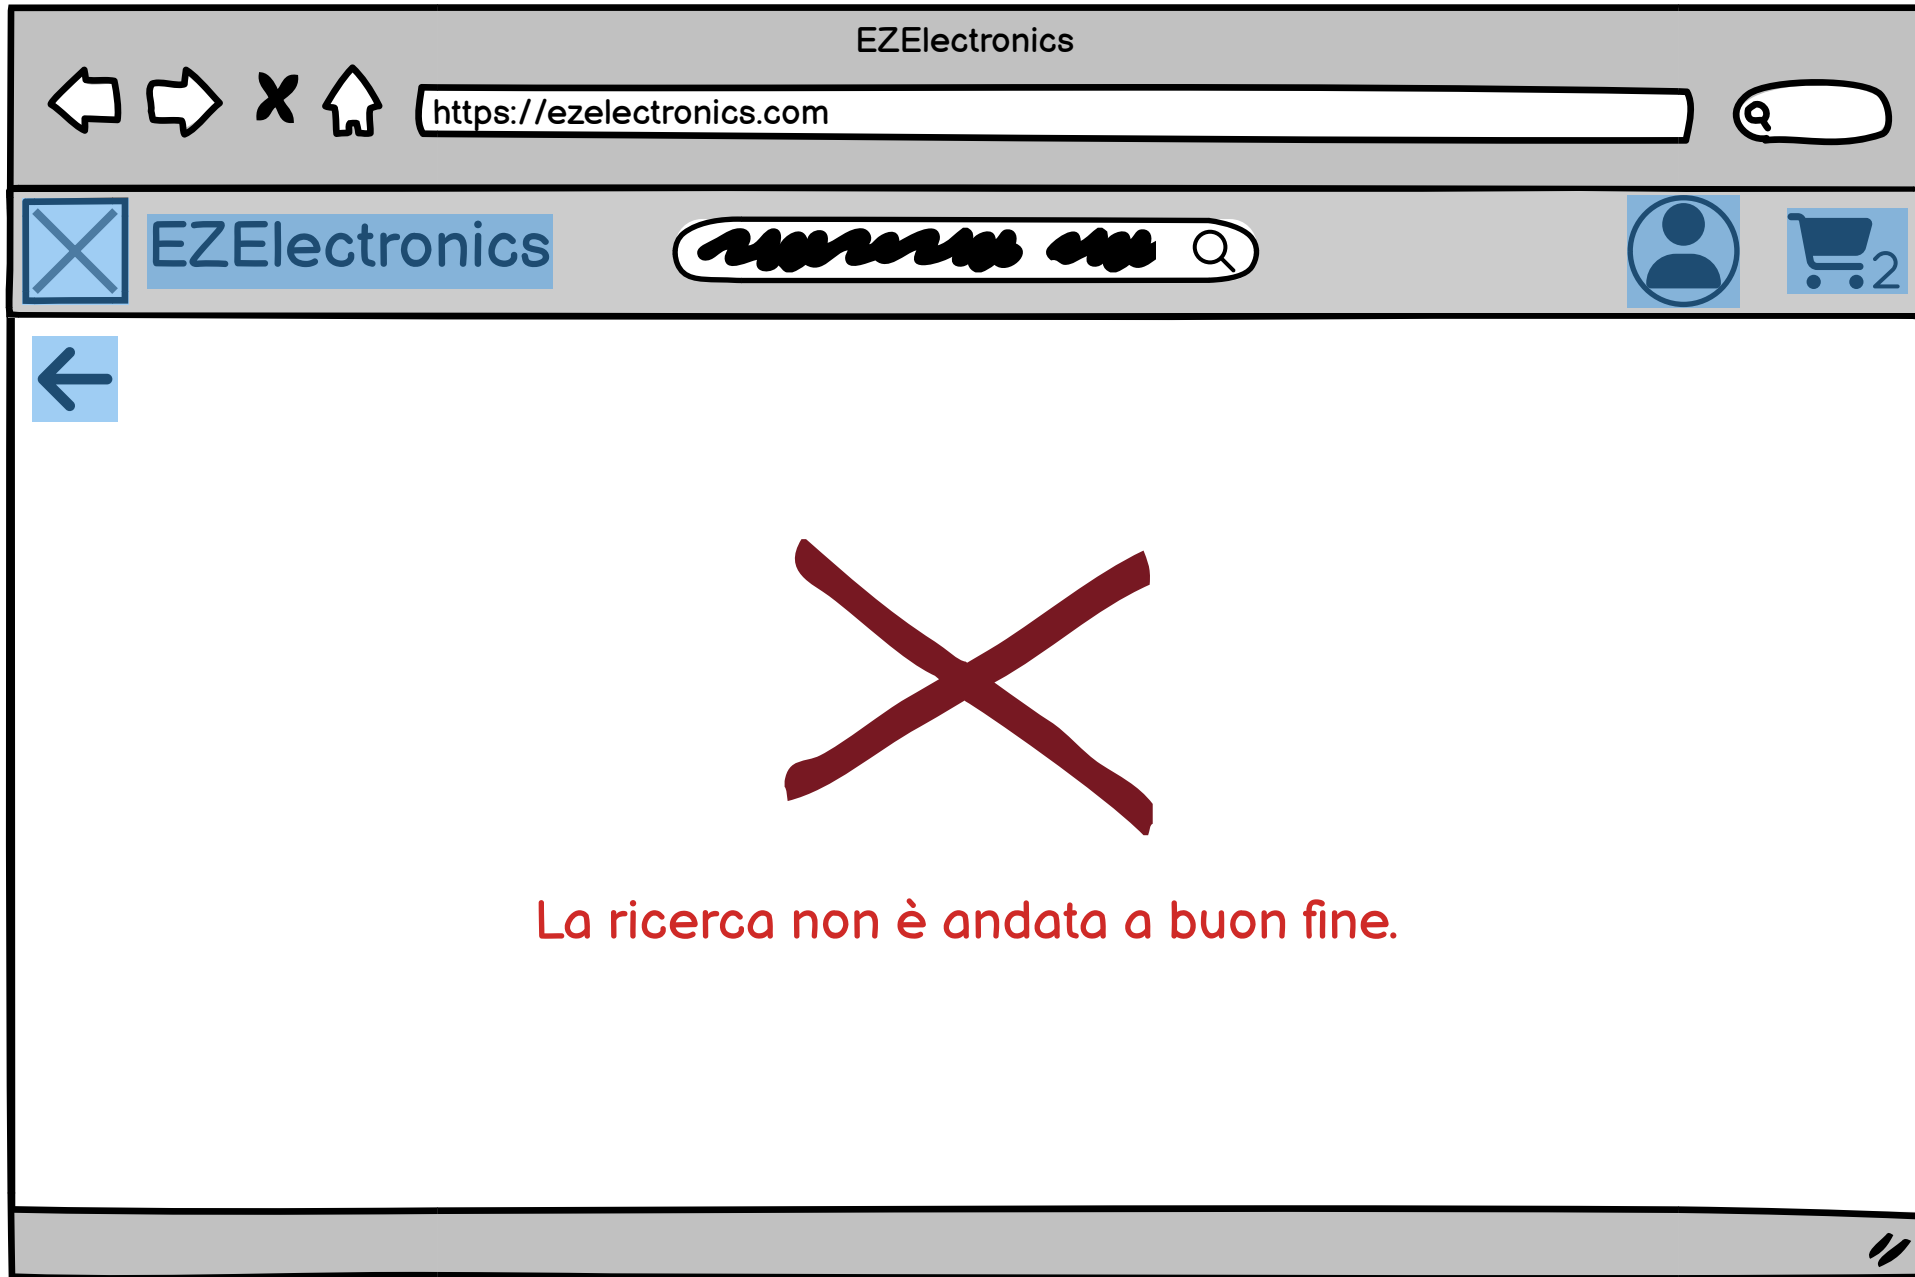 EZElectronics
https://ezelectronics.com
EZElectronics
2
La ricerca non è andata a buon fine.